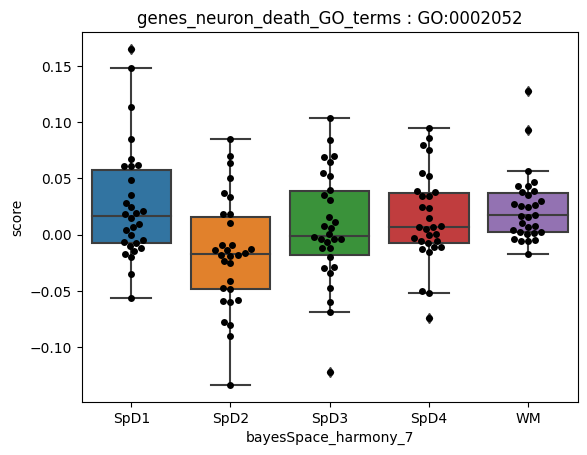 genes_neuron_death_GO_terms : GO:0002052
score
0.15
0.10
0.05
0.00
−0.05
−0.10
SpD1 SpD2 SpD3 SpD4 WM
bayesSpace_harmony_7